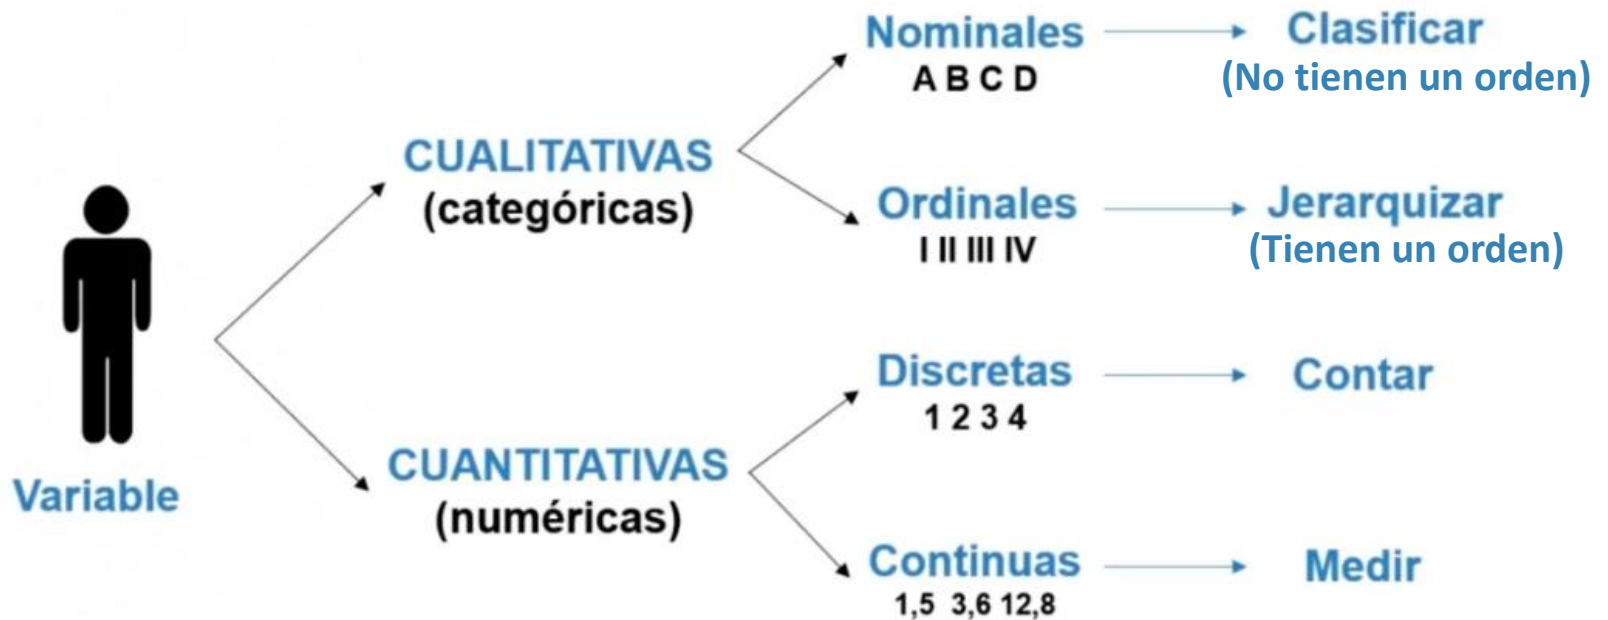 Variable
CUALITATIVAS
(categóricas)
Nominales
A B C D
Clasificar
(No tienen un orden)
Ordinales
I II III IV
Jerarquizar
(Tienen un orden)
CUANTITATIVAS
(numéricas)
Discretas
1 2 3 4
Contar
Continuas
1,5 3,6 12,8
Medir